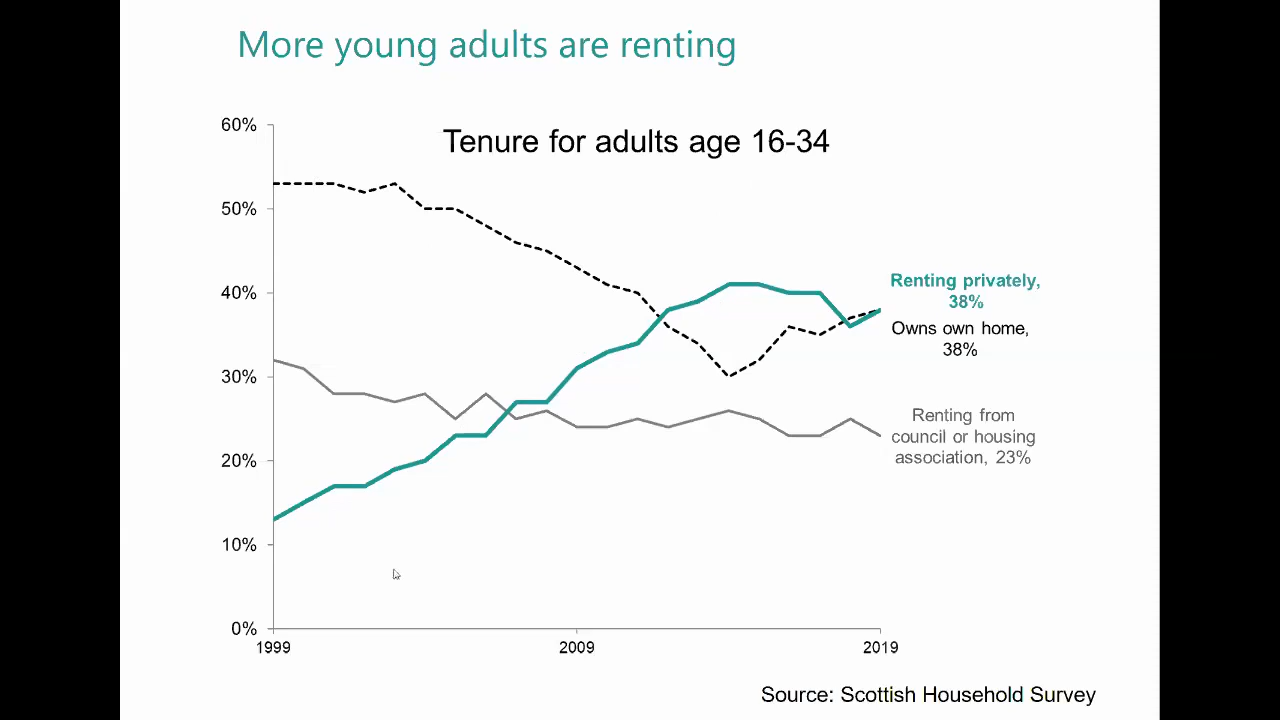 More young adults are renting
Tenure for adults age 16-34
60%
50%
40%
30%
20%
10%
0%
1999
2009
2019
Renting privately,
38%
Owns own home,
38%
Renting from
council or housing
association, 23%
Source: Scottish Household Survey